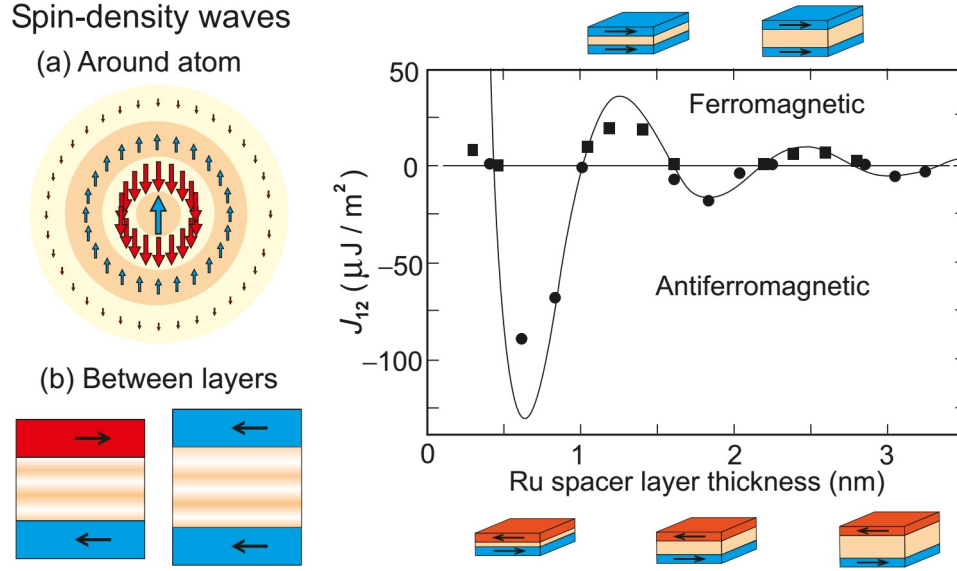 Spin-density waves
(a) Around atom
(b) Between layers
50
0
−50
−100
J12 (μJ / m²)
Ferromagnetic
Antiferromagnetic
0 1 2 3
Ru spacer layer thickness (nm)